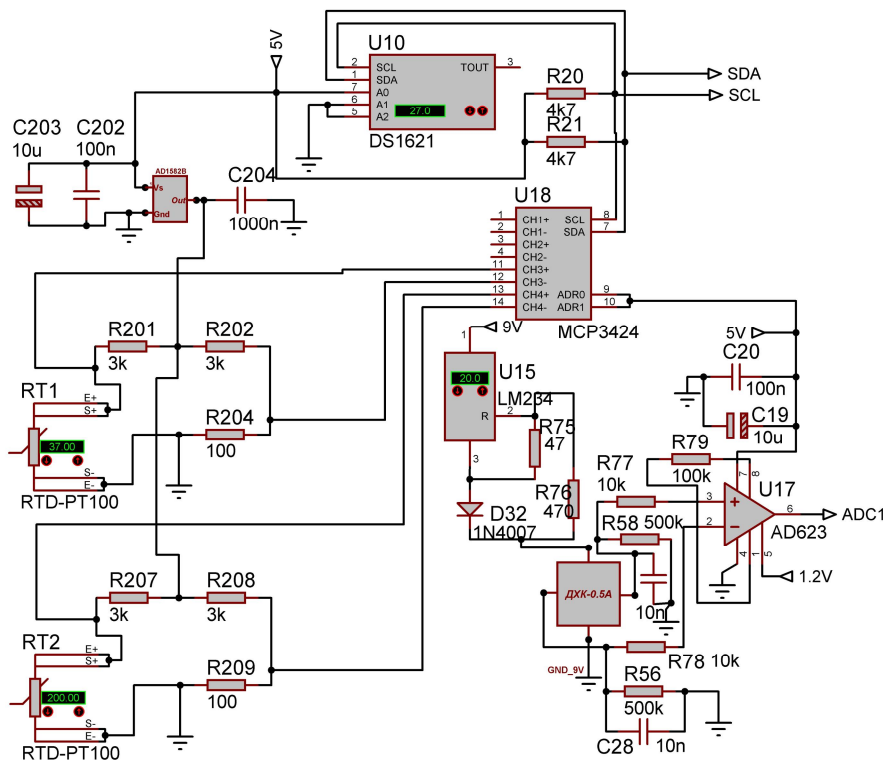 5V
U10
2 SCL
1 SDA
7 A0
6 A1
5 A2
TOUT 3
27.0
DS1621
R20
4k7
R21
4k7
SDA
SCL
C203
10u
C202
100n
AD1582B
Vs
Out
Gnd
C204
1000n
U18
1 CH1+
2 CH1-
3 CH2+
4 CH2-
11 CH3+
12 CH3-
13 CH4+
14 CH4-
SCL 8
SDA 7
ADR0 9
ADR1 10
MCP3424
R201
3k
R202
3k
R204
100
RT1
E+
S+
37.00
S-
E-
RTD-PT100
9V
1
U15
20.0
LM234
R 2
3
R75
47
R76
470
D32
1N4007
5V
C20
100n
C19
10u
R79
100k
R77
10k
R58 500k
10n
U17
7
8
3
2
6
4
1
5
AD623
ADC1
1.2V
ДХК-0.5А
GND_9V
R78 10k
R56
500k
C28 10n
R207
3k
R208
3k
R209
100
RT2
E+
S+
200.00
S-
E-
RTD-PT100